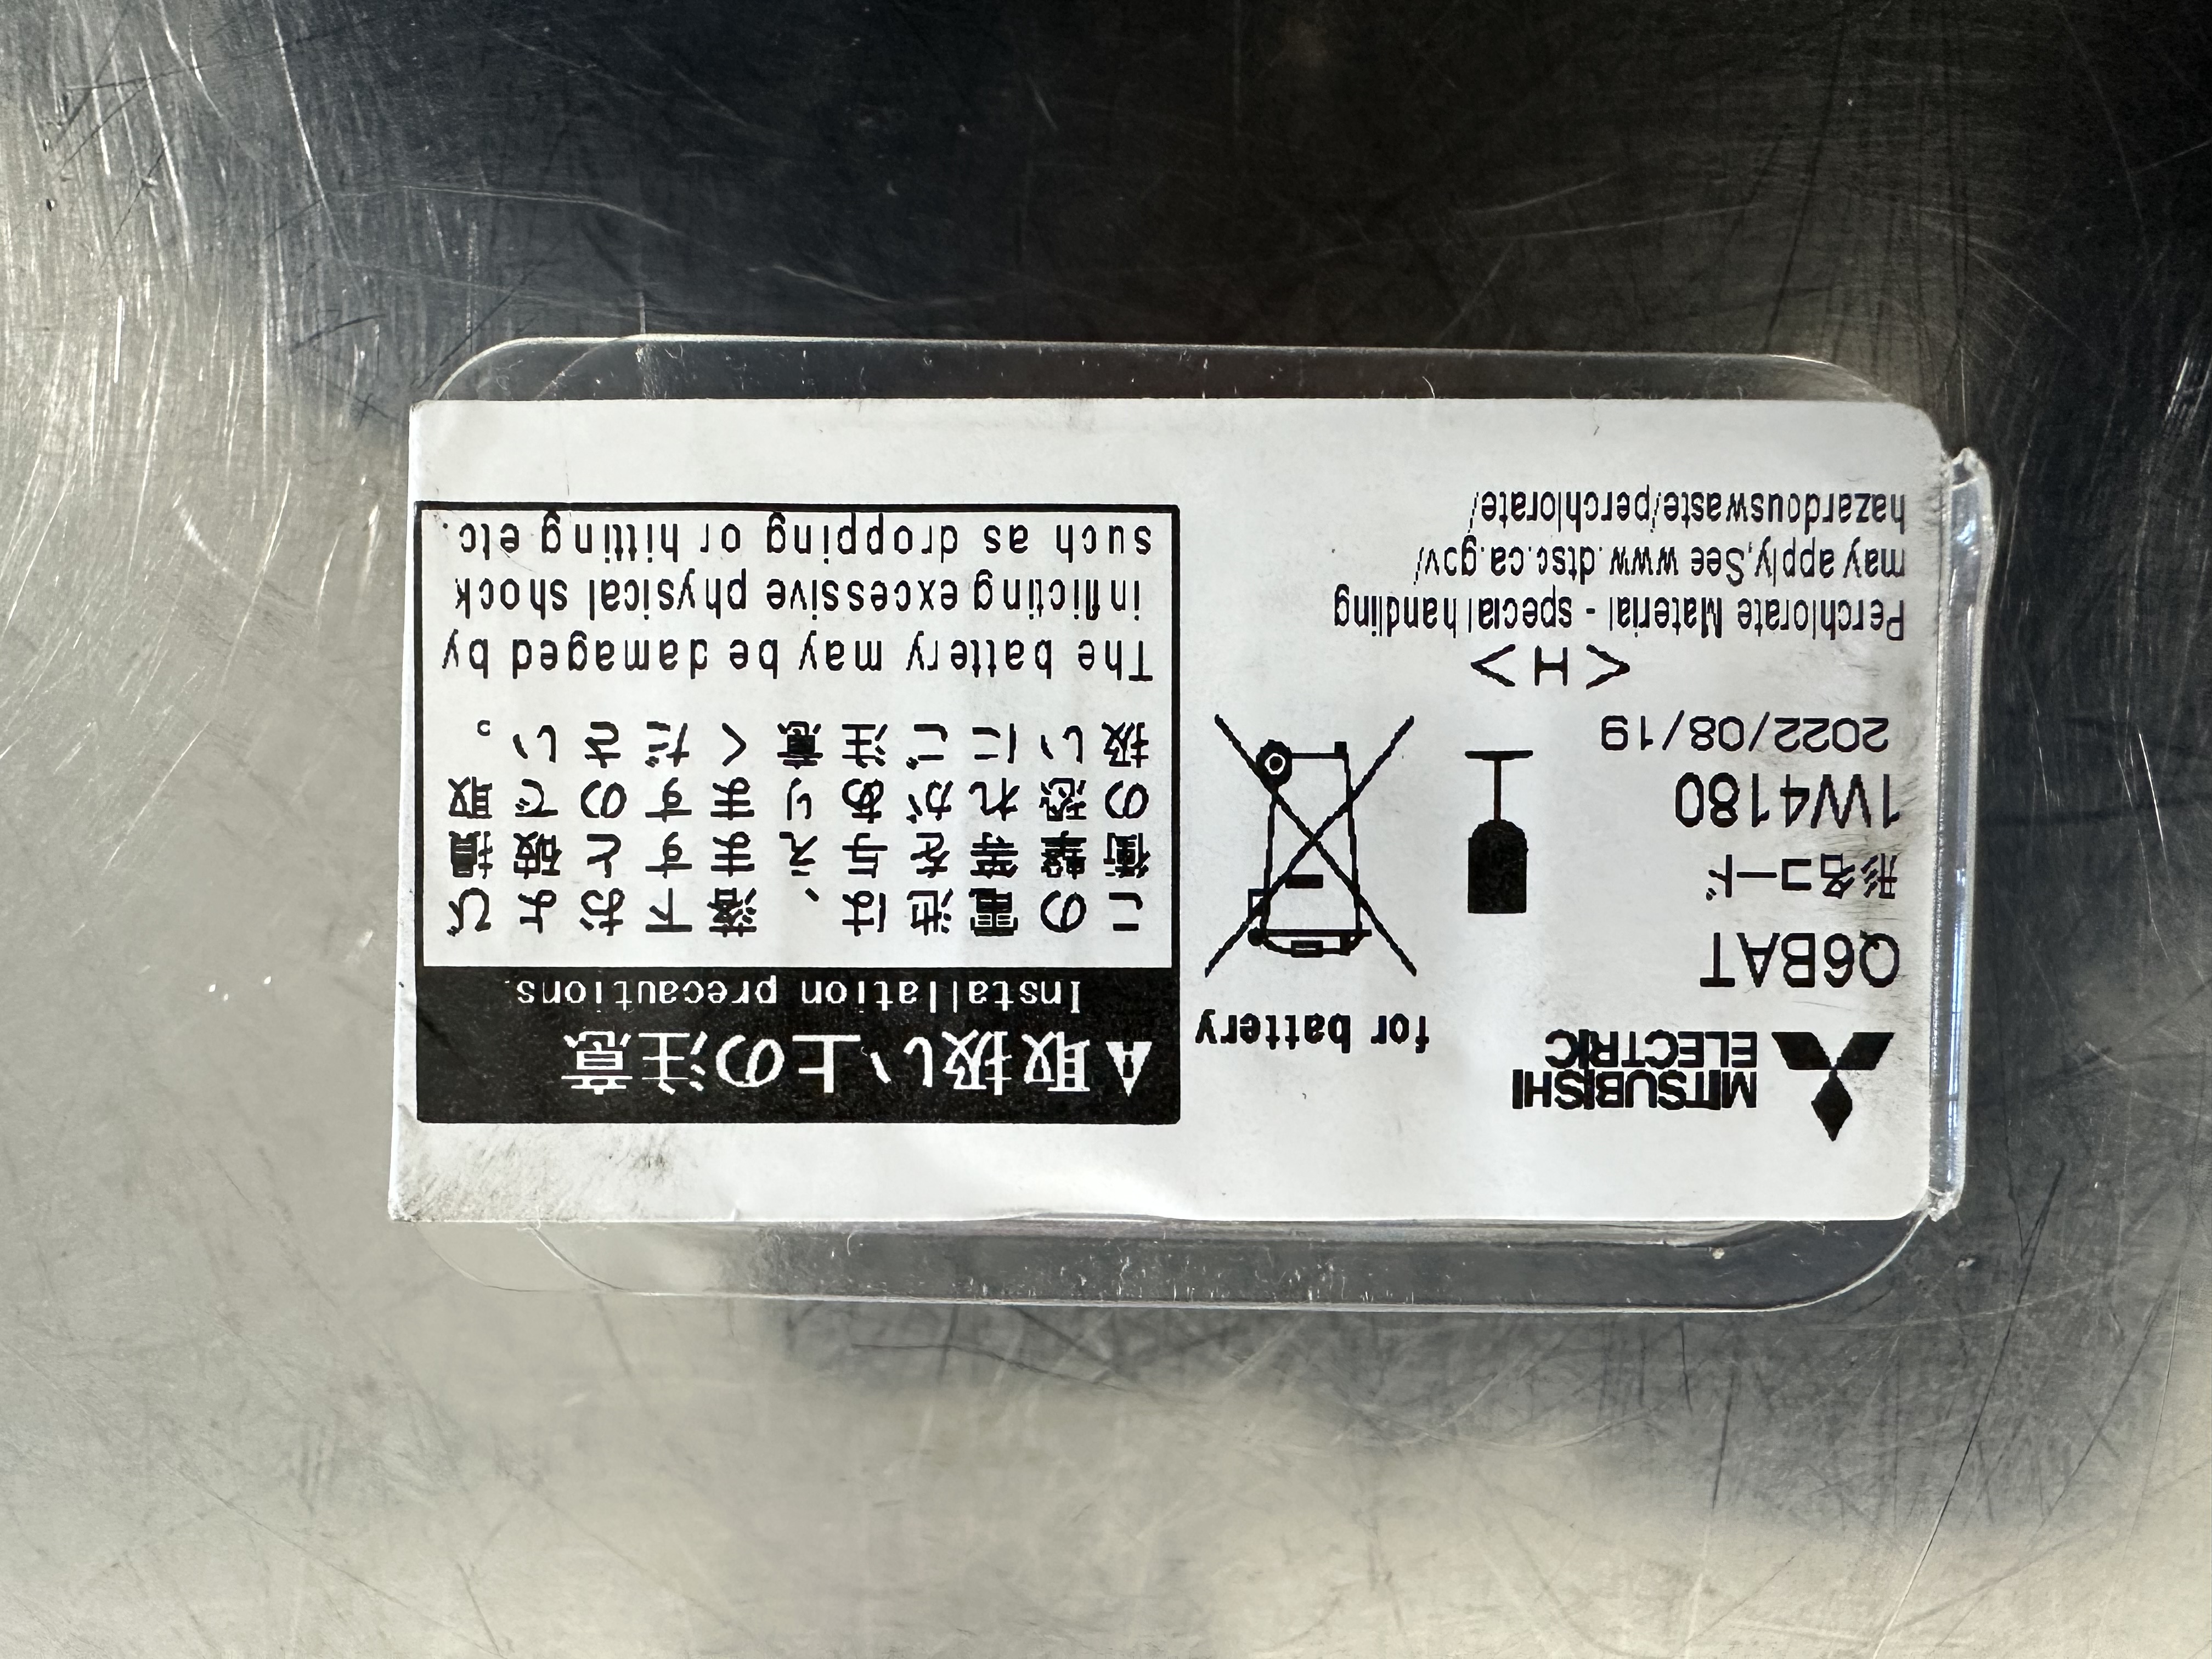 MITSUBISHI
ELECTRIC
Q6BAT
形名コード
1W4180
2022/08/19
<H>
Perchlorate Material - special handling
may apply,See www.dtsc.ca.gov/
hazardouswaste/perchlorate/
for battery
取扱い上の注意
Installation precautions.
この電池は、落下および
衝撃等を与えますと破損
の恐れがありますので取
扱いにご注意ください。
The battery may be damaged by
inflicting excessive physical shock
such as dropping or hitting etc.